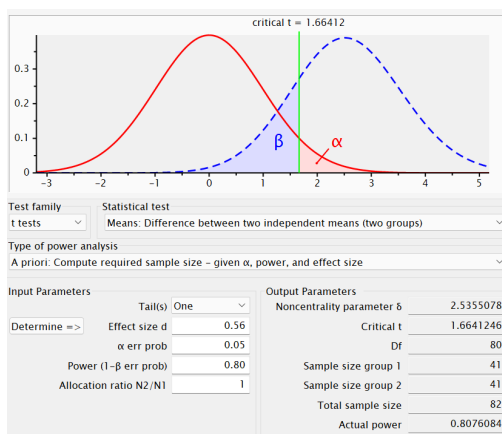 critical t = 1.66412
0.3
0.2
0.1
0
β
α
-3 -2 -1 0 1 2 3 4 5
Test family Statistical test
t tests Means: Difference between two independent means (two groups)
Type of power analysis
A priori: Compute required sample size - given α, power, and effect size
Input Parameters
Tail(s) One
Determine => Effect size d 0.56
α err prob 0.05
Power (1-β err prob) 0.80
Allocation ratio N2/N1 1
Output Parameters
Noncentrality parameter δ 2.5355078
Critical t 1.6641246
Df 80
Sample size group 1 41
Sample size group 2 41
Total sample size 82
Actual power 0.8076084